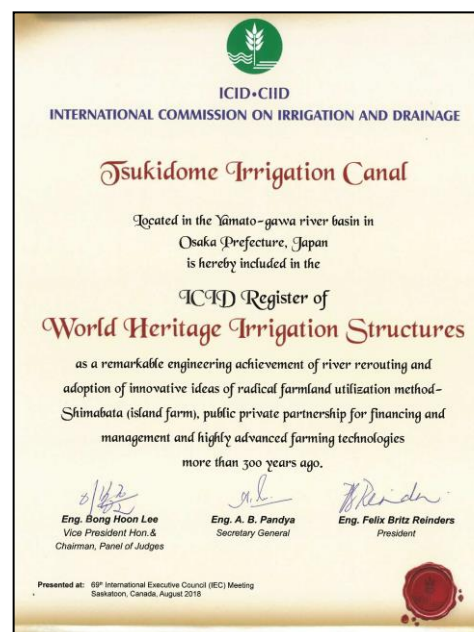 ICID•CIID
INTERNATIONAL COMMISSION ON IRRIGATION AND DRAINAGE
Tsukidome Irrigation Canal
Located in the Yamato-gawa river basin in
Osaka Prefecture, Japan
is hereby included in the
ICID Register of
World Heritage Irrigation Structures
as a remarkable engineering achievement of river rerouting and
adoption of innovative ideas of radical farmland utilization method-
Shimabata (island farm), public private partnership for financing and
management and highly advanced farming technologies
more than 300 years ago.
Eng. Bong Hoon Lee
Vice President Hon.&
Chairman, Panel of Judges
Eng. A. B. Pandya
Secretary General
Eng. Felix Britz Reinders
President
Presented at: 69th International Executive Council (IEC) Meeting
Saskatoon, Canada, August 2018